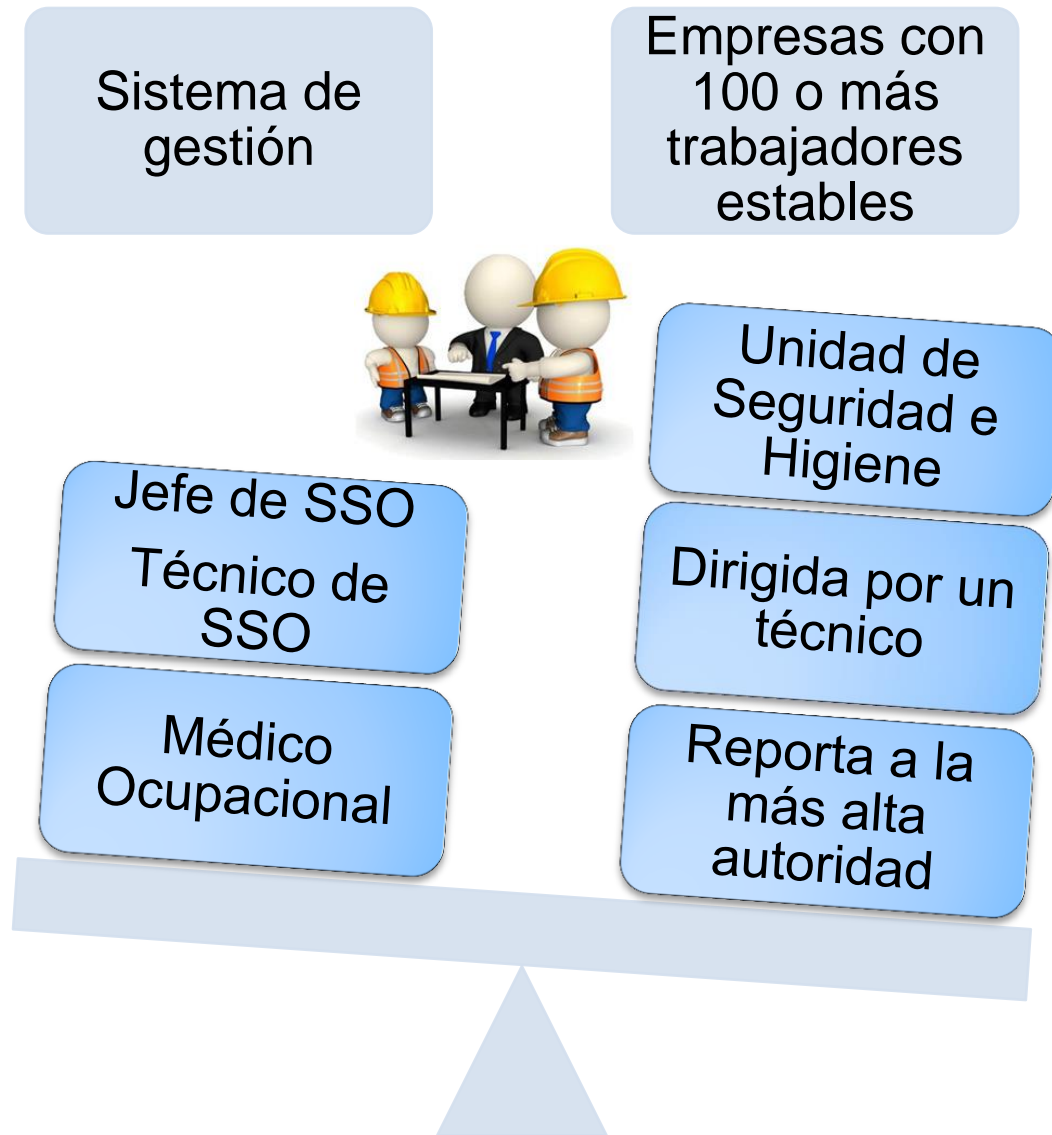 Sistema de
gestión
Empresas con
100 o más
trabajadores
estables
Jefe de SSO
Técnico de
SSO
Médico
Ocupacional
Unidad de
Seguridad e
Higiene
Dirigida por un
técnico
Reporta a la
más alta
autoridad